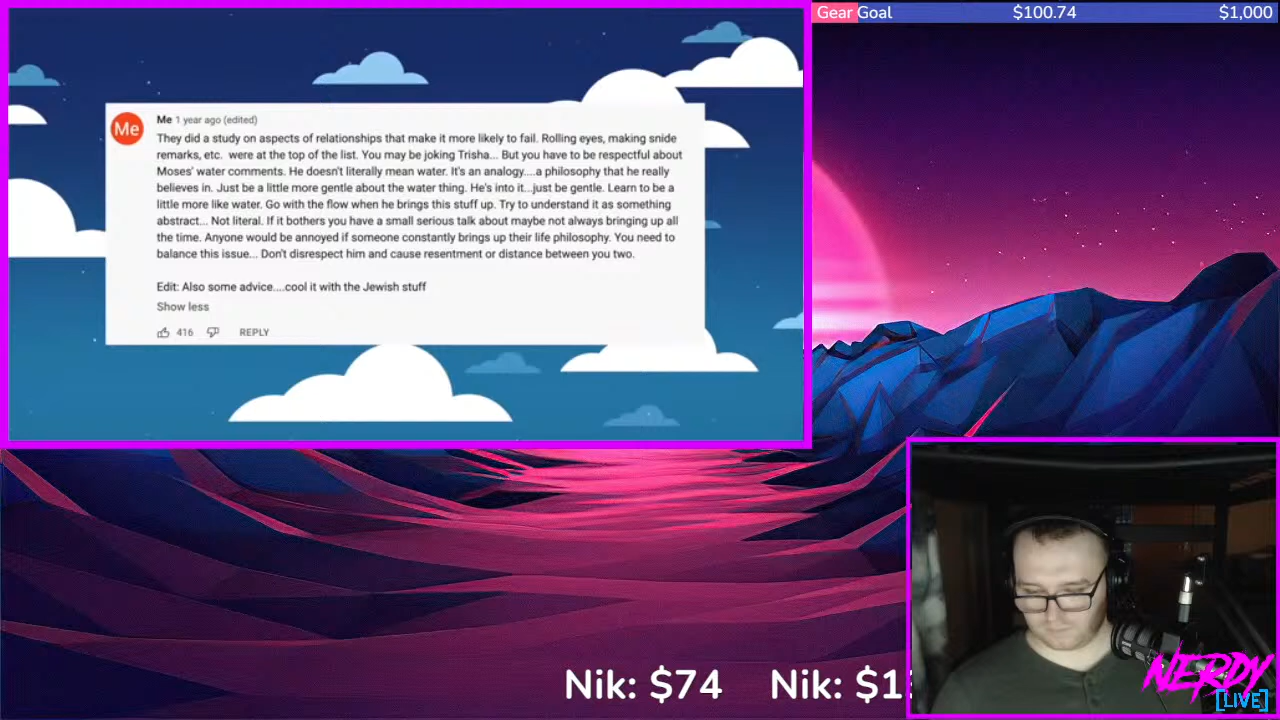 Gear Goal $100.74 $1,000
Me
Me 1 year ago (edited)
They did a study on aspects of relationships that make it more likely to fail. Rolling eyes, making snide
remarks, etc. were at the top of the list. You may be joking Trisha... But you have to be respectful about
Moses' water comments. He doesn't literally mean water. It's an analogy....a philosophy that he really
believes in. Just be a little more gentle about the water thing. He's into it...just be gentle. Learn to be a
little more like water. Go with the flow when he brings this stuff up. Try to understand it as something
abstract... Not literal. If it bothers you have a small serious talk about maybe not always bringing up all
the time. Anyone would be annoyed if someone constantly brings up their life philosophy. You need to
balance this issue... Don't disrespect him and cause resentment or distance between you two.
Edit: Also some advice....cool it with the Jewish stuff
Show less
416 REPLY
Nik: $74 Nik:
NERDY
[LIVE]